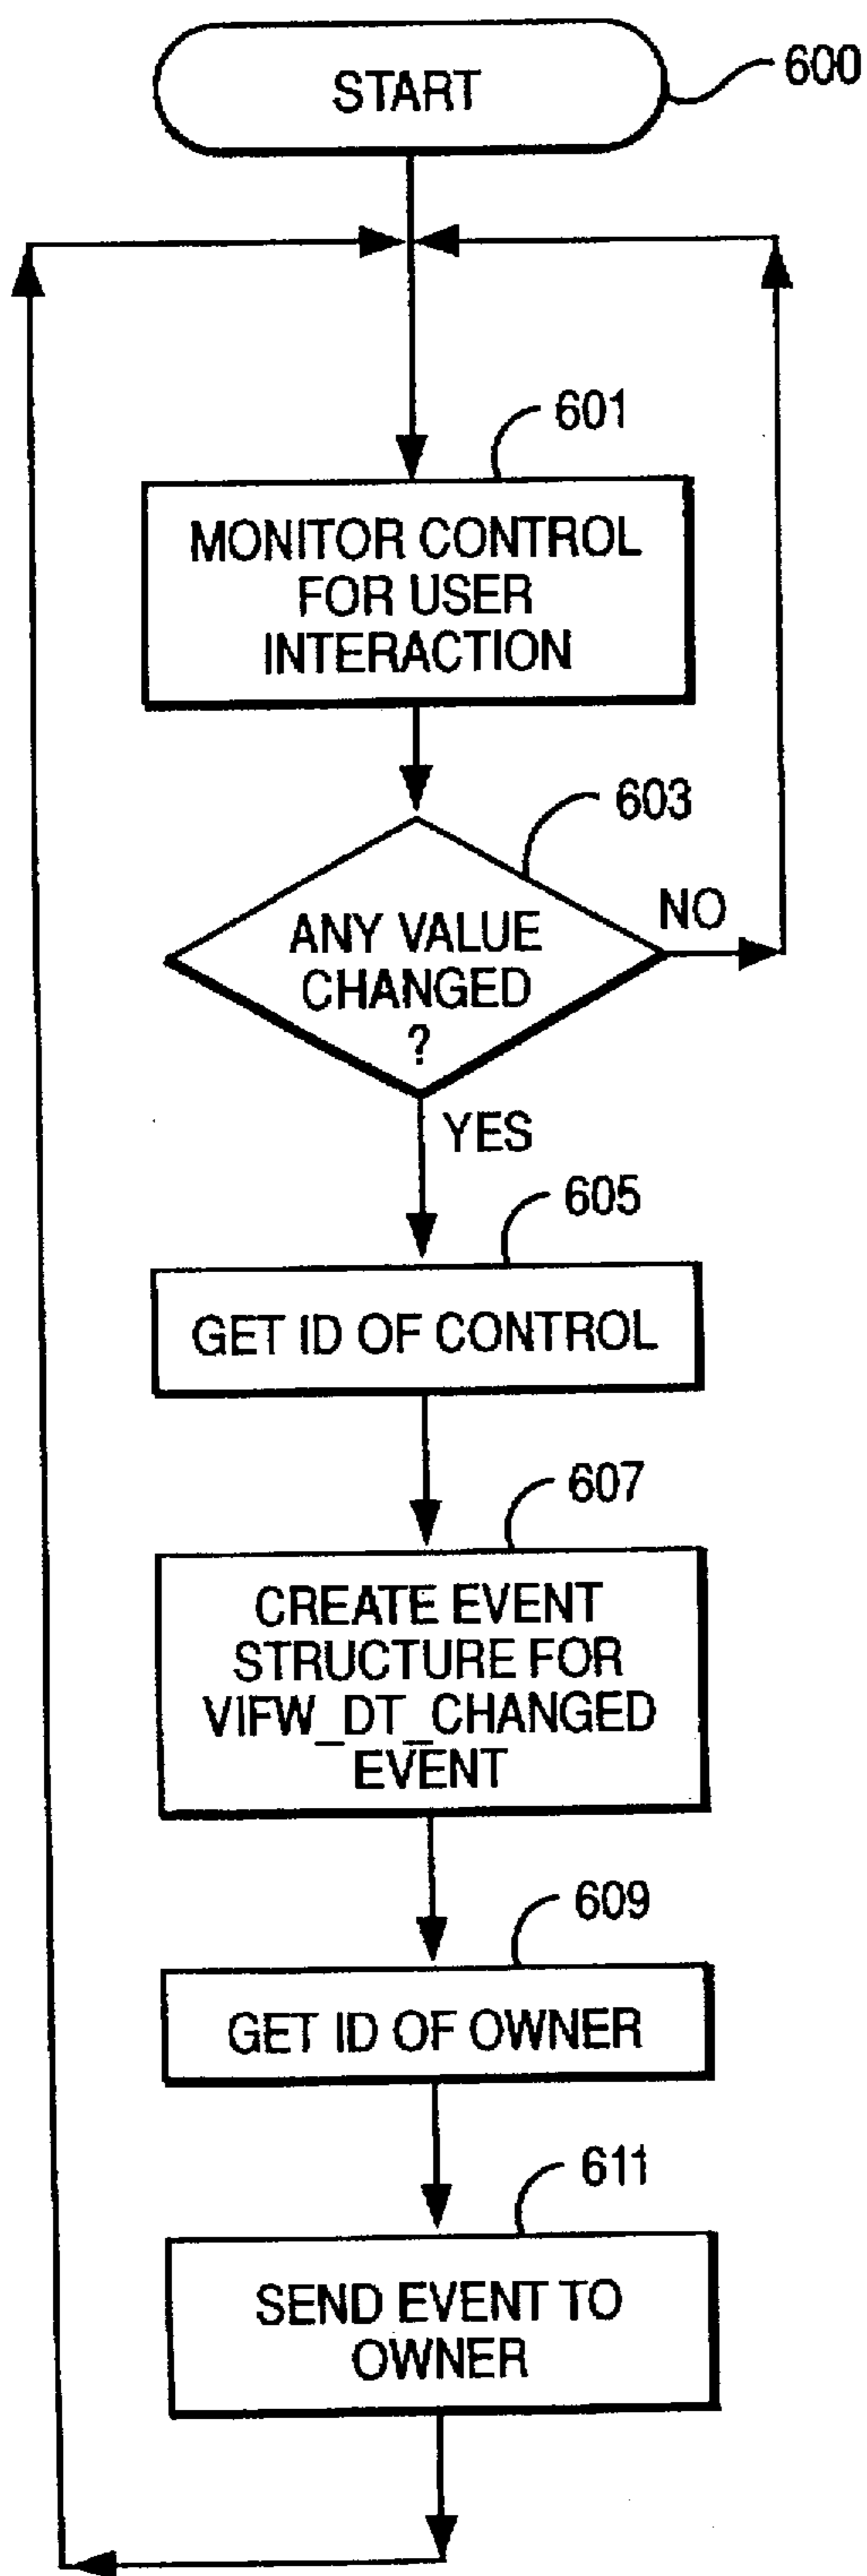 START
600
601
MONITOR CONTROL
FOR USER
INTERACTION
603
ANY VALUE
CHANGED
?
NO
YES
605
GET ID OF CONTROL
607
CREATE EVENT
STRUCTURE FOR
VIFW_DT_CHANGED
EVENT
609
GET ID OF OWNER
611
SEND EVENT TO
OWNER